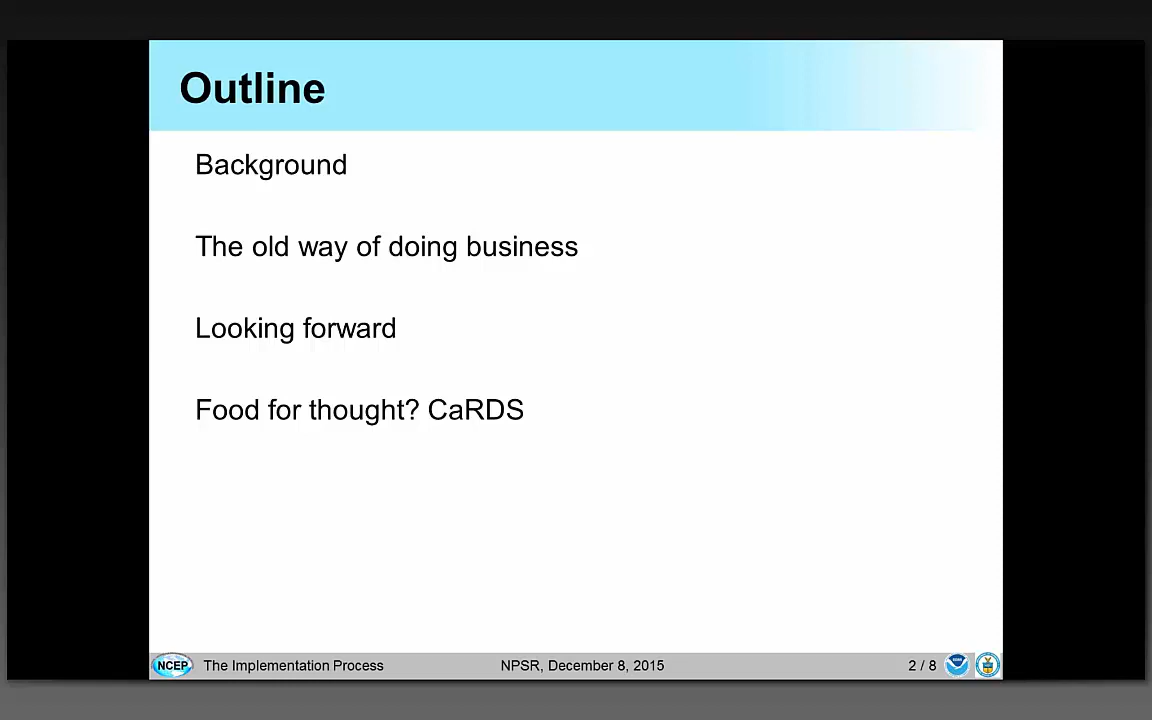 Outline
Background
The old way of doing business
Looking forward
Food for thought? CaRDS
NCEP The Implementation Process NPSR, December 8, 2015 2 / 8